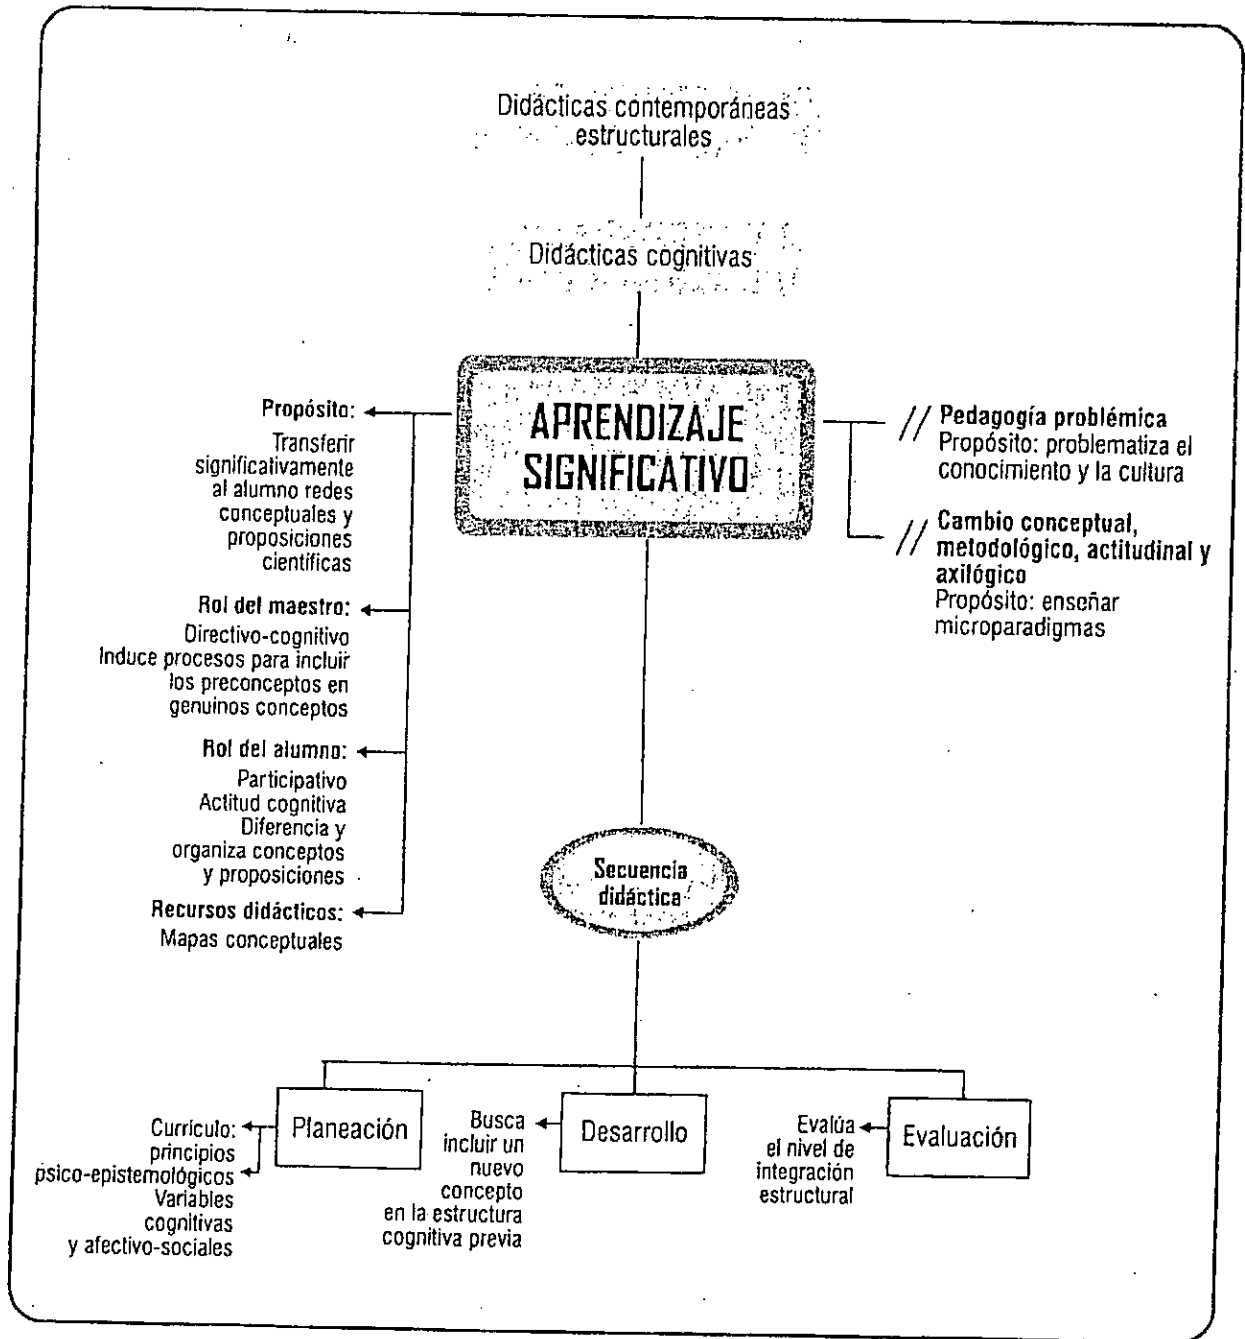 Didácticas contemporáneas
estructurales
Didácticas cognitivas
APRENDIZAJE
SIGNIFICATIVO
Propósito:
Transferir
significativamente
al alumno redes
conceptuales y
proposiciones
científicas
Rol del maestro:
Directivo-cognitivo
Induce procesos para incluir
los preconceptos en
genuinos conceptos
Rol del alumno:
Participativo
Actitud cognitiva
Diferencia y
organiza conceptos
y proposiciones
Recursos didácticos:
Mapas conceptuales
// Pedagogía problémica
Propósito: problematiza el
conocimiento y la cultura
// Cambio conceptual,
metodológico, actitudinal y
axilógico
Propósito: enseñar
microparadigmas
Secuencia
didáctica
Planeación
Currículo:
principios
psico-epistemológicos
Variables
cognitivas
y afectivo-sociales
Desarrollo
Busca
incluir un
nuevo
concepto
en la estructura
cognitiva previa
Evaluación
Evalúa
el nivel de
integración
estructural